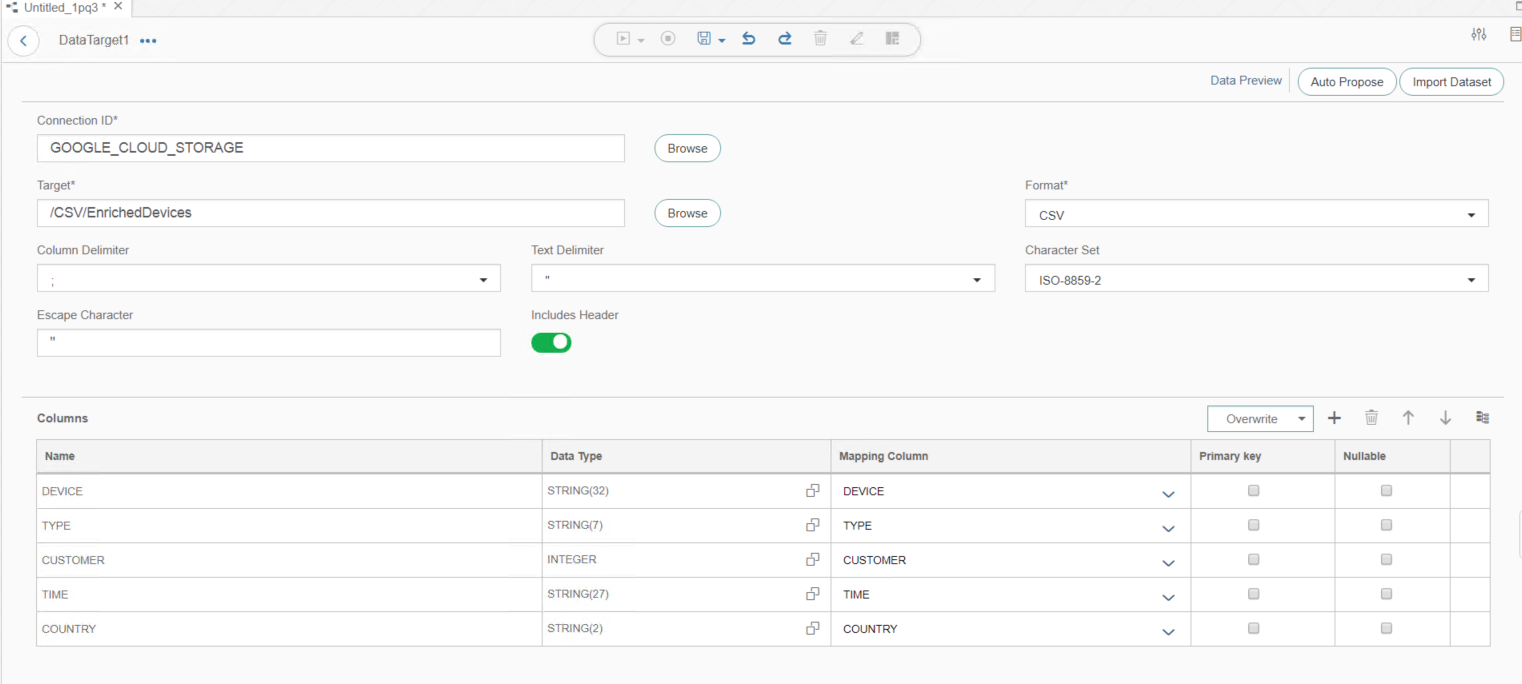 Untitled_1pq3 * ×
DataTarget1 •••
Data Preview Auto Propose Import Dataset
Connection ID*
GOOGLE_CLOUD_STORAGE Browse
Target* Format*
/CSV/EnrichedDevices Browse CSV
Column Delimiter Text Delimiter Character Set
; " ISO-8859-2
Escape Character Includes Header
"
Columns Overwrite
Name Data Type Mapping Column Primary key Nullable
DEVICE STRING(32) DEVICE
TYPE STRING(7) TYPE
CUSTOMER INTEGER CUSTOMER
TIME STRING(27) TIME
COUNTRY STRING(2) COUNTRY